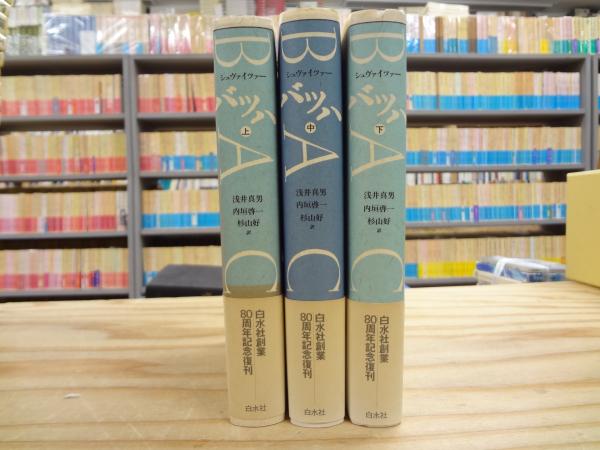 BAC
シュヴァイツァー
バッハ
上
浅井真男
内垣啓一
杉山好
訳
白水社創業
80周年記念復刊
白水社
BAC
シュヴァイツァー
バッハ
中
浅井真男
内垣啓一
杉山好
訳
白水社創業
80周年記念復刊
白水社
BAC
シュヴァイツァー
バッハ
下
浅井真男
内垣啓一
杉山好
訳
白水社創業
80周年記念復刊
白水社